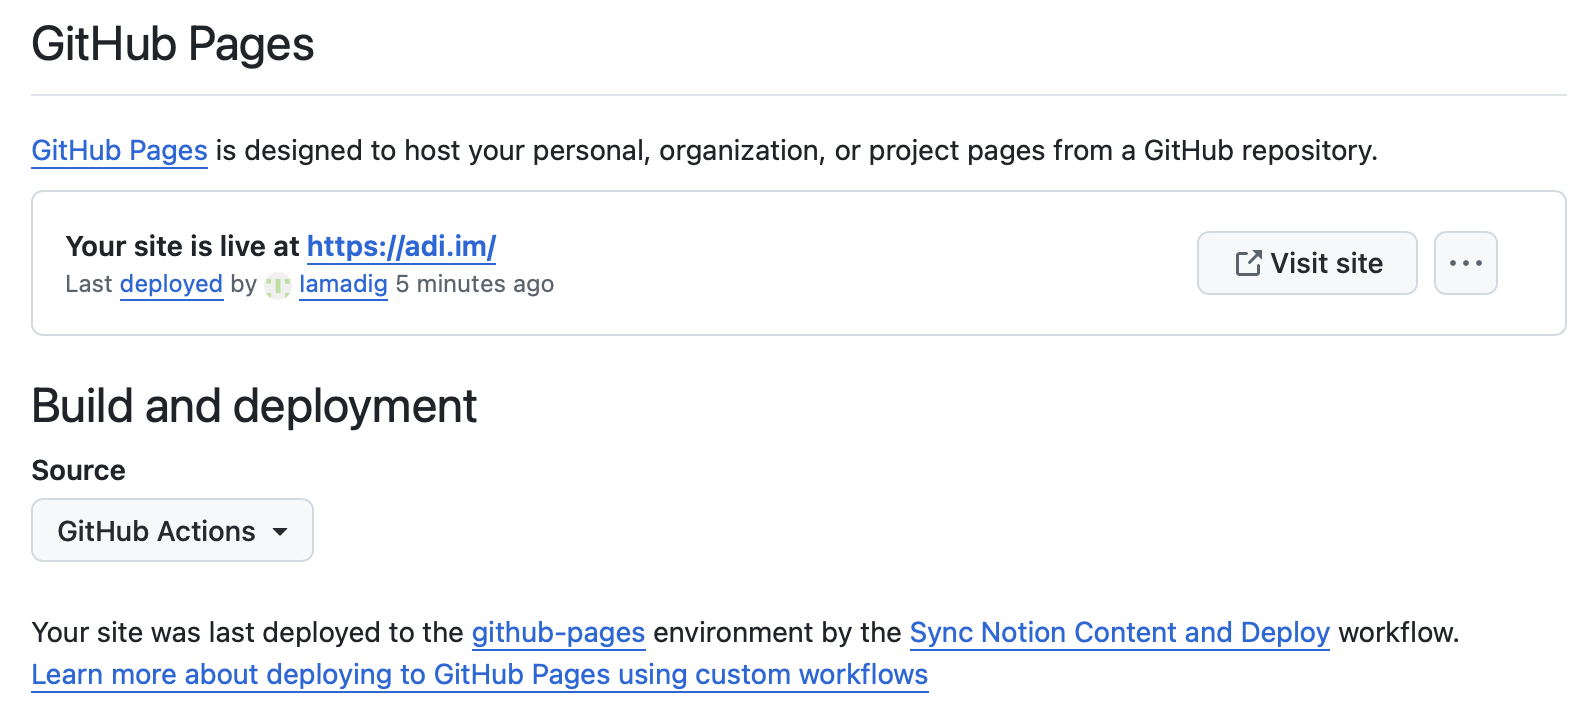 GitHub Pages
GitHub Pages is designed to host your personal, organization, or project pages from a GitHub repository.
Your site is live at https://adi.im/
Last deployed by lamadig 5 minutes ago
Visit site
Build and deployment
Source
GitHub Actions
Your site was last deployed to the github-pages environment by the Sync Notion Content and Deploy workflow.
Learn more about deploying to GitHub Pages using custom workflows